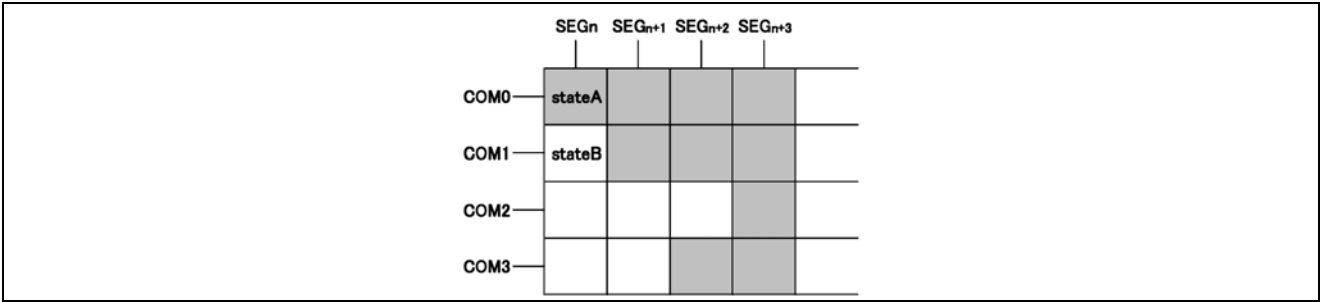 SEGn SEGn+1 SEGn+2 SEGn+3
COM0 stateA
COM1 stateB
COM2
COM3